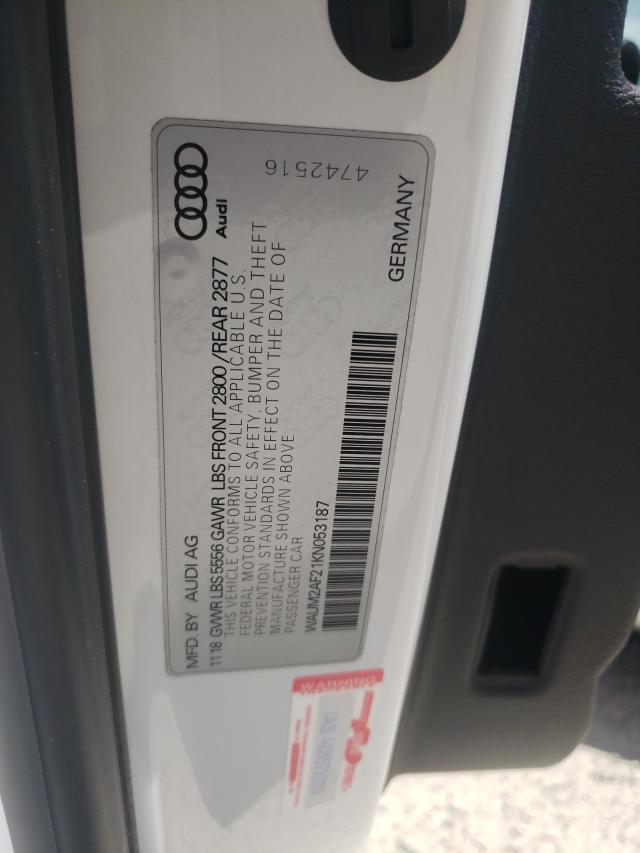 MFD. BY AUDI AG
11 18 GVWR LBS 5556 GAWR LBS FRONT 2800 / REAR 2877
THIS VEHICLE CONFORMS TO ALL APPLICABLE U.S.
FEDERAL MOTOR VEHICLE SAFETY, BUMPER AND THEFT
PREVENTION STANDARDS IN EFFECT ON THE DATE OF
MANUFACTURE SHOWN ABOVE
PASSENGER CAR
WAUM2AF21KN053187
Audi
GERMANY
4742516
WARNING